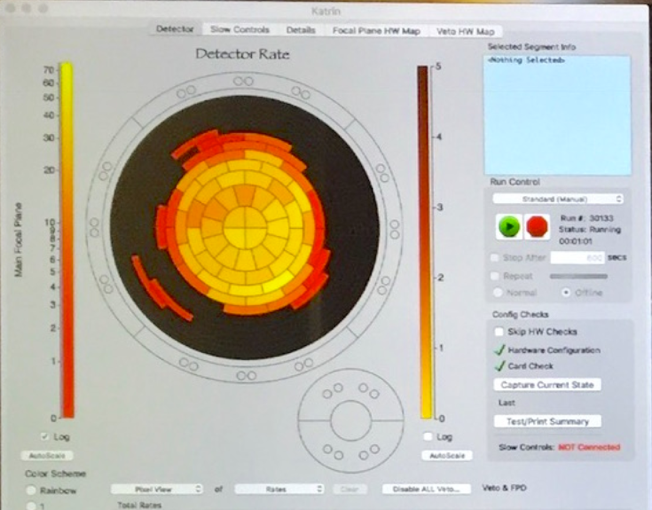 Katrin
Detector Slow Controls Details Focal Plane HW Map Veto HW Map
Detector Rate
Selected Segment Info
<Nothing Selected>
70
60
50
40
30
20
10
9
8
7
6
5
4
3
2
1
0
Main Focal Plane
5
4
3
2
1
0
Run Control
Standard (Manual)
Run #: 30133
Status: Running
00:01:01
Stop After 600 secs
Repeat
Normal Offline
Config Checks
Skip HW Checks
Hardware Configuration
Card Check
Capture Current State
Last
Test/Print Summary
Slow Controls: NOT Connected
Log
AutoScale
Log
AutoScale
Color Scheme
Rainbow
1
Pixel View of Rates Clear Disable ALL Veto... Veto & FPD
Total Rates